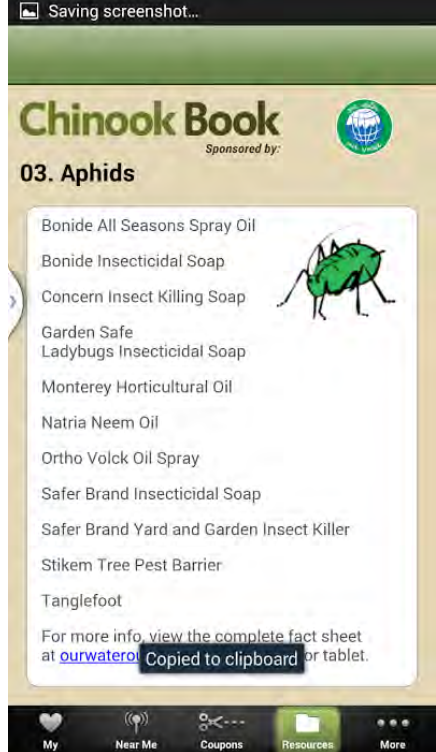 Saving screenshot...
Chinook Book
Sponsored by:
03. Aphids
Bonide All Seasons Spray Oil
Bonide Insecticidal Soap
Concern Insect Killing Soap
Garden Safe
Ladybugs Insecticidal Soap
Monterey Horticultural Oil
Natria Neem Oil
Ortho Volck Oil Spray
Safer Brand Insecticidal Soap
Safer Brand Yard and Garden Insect Killer
Stikem Tree Pest Barrier
Tanglefoot
For more info, view the complete fact sheet
at or tablet.
Copied to clipboard
My
Near Me
Coupons
Resources
More